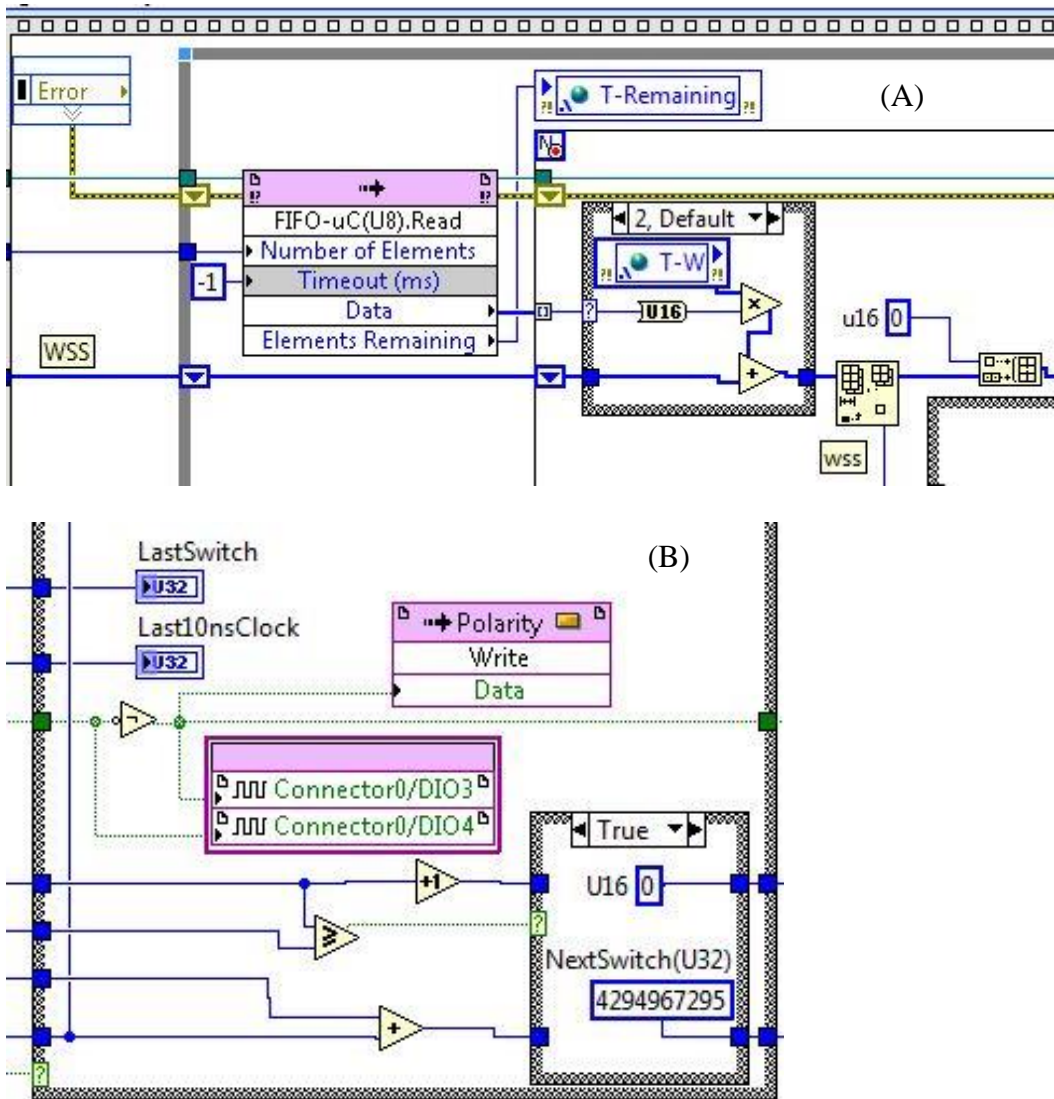 Error
T-Remaining
(A)
FIFO-uC(U8).Read
2, Default
Number of Elements
T-W
-1
Timeout (ms)
Data
U16
u16 0
Elements Remaining
WSS
wss
(B)
LastSwitch
U32
Polarity
Last10nsClock
Write
U32
Data
Connector0/DIO3
Connector0/DIO4
True
+1
U16 0
NextSwitch(U32)
4294967295